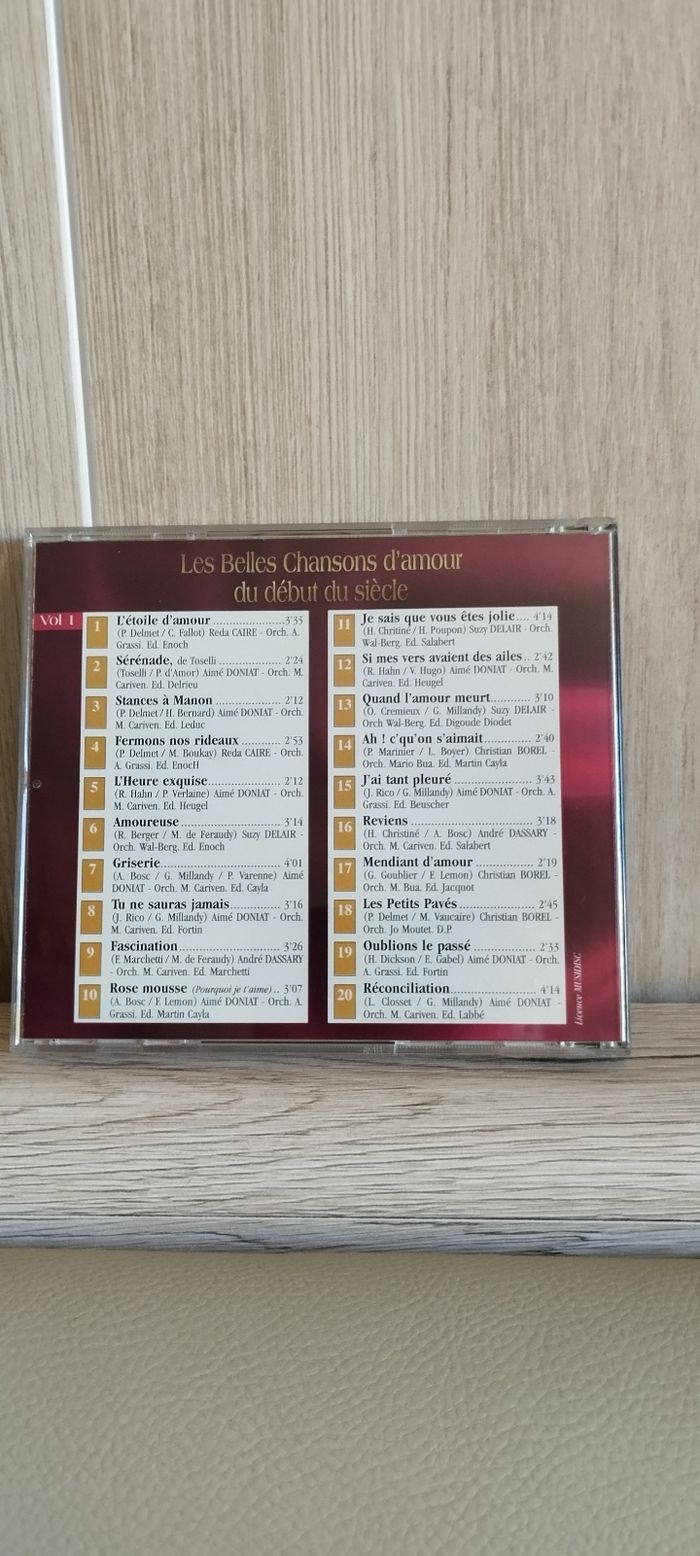 Les Belles Chansons d'amour
du début du siècle
Vol 1
1 L'étoile d'amour ......................3'35
(P. Delmet / C. Fallot) Reda CAIRE - Orch. A.
Grassi. Ed. Enoch
2 Sérénade, de Toselli .................... 2'24
(Toselli / P. d'Amor) Aimé DONIAT - Orch. M.
Cariven. Ed. Delrieu
3 Stances à Manon ..................... 2'12
(P. Delmet / H. Bernard) Aimé DONIAT - Orch.
M. Cariven. Ed. Leduc
4 Fermons nos rideaux ............ 2'53
(P. Delmet / M. Boukay) Reda CAIRE - Orch.
A. Grassi. Ed. EnocH
5 L'Heure exquise...................... 2'12
(R. Hahn / P. Verlaine) Aimé DONIAT - Orch.
M. Cariven. Ed. Heugel
6 Amoureuse ............................ 3'14
(R. Berger / M. de Feraudy) Suzy DELAIR -
Orch. Wal-Berg. Ed. Enoch
7 Griserie.................................. 4'01
(A. Bosc / G. Millandy / P. Varenne) Aimé
DONIAT - Orch. M. Cariven. Ed. Cayla
8 Tu ne sauras jamais............... 3'16
(J. Rico / G. Millandy) Aimé DONIAT - Orch.
M. Cariven. Ed. Fortin
9 Fascination............................ 3'26
(F. Marchetti / M. de Feraudy) André DASSARY
- Orch. M. Cariven. Ed. Marchetti
10 Rose mousse (Pourquoi je t'aime) .. 3'07
(A. Bosc / F. Lemon) Aimé DONIAT - Orch. A.
Grassi. Ed. Martin Cayla
11 Je sais que vous êtes jolie.... 4'14
(H. Christiné / H. Poupon) Suzy DELAIR - Orch.
Wal-Berg. Ed. Salabert
12 Si mes vers avaient des ailes.. 2'42
(R. Hahn / V. Hugo) Aimé DONIAT - Orch. M.
Cariven. Ed. Heugel
13 Quand l'amour meurt............ 3'10
(O. Cremieux / G. Millandy) Suzy DELAIR -
Orch Wal-Berg. Ed. Digoude Diodet
14 Ah ! c'qu'on s'aimait............... 2'40
(P. Marinier / L. Boyer) Christian BOREL -
Orch. Mario Bua. Ed. Martin Cayla
15 J'ai tant pleuré ....................... 3'43
(J. Rico / G. Millandy) Aimé DONIAT - Orch. A.
Grassi. Ed. Beuscher
16 Reviens .................................. 3'18
(H. Christiné / A. Bosc) André DASSARY -
Orch. M. Cariven. Ed. Salabert
17 Mendiant d'amour ................ 2'19
(G. Goublier / F. Lemon) Christian BOREL -
Orch. M. Bua. Ed. Jacquot
18 Les Petits Pavés ..................... 2'45
(P. Delmet / M. Vaucaire) Christian BOREL -
Orch. Jo Moutet. D.P.
19 Oublions le passé .................. 2'33
(H. Dickson / E. Gabel) Aimé DONIAT - Orch.
A. Grassi. Ed. Fortin
20 Réconciliation........................ 4'14
(L. Closset / G. Millandy) Aimé DONIAT -
Orch. M. Cariven. Ed. Labbé
Licence MUSIDISC